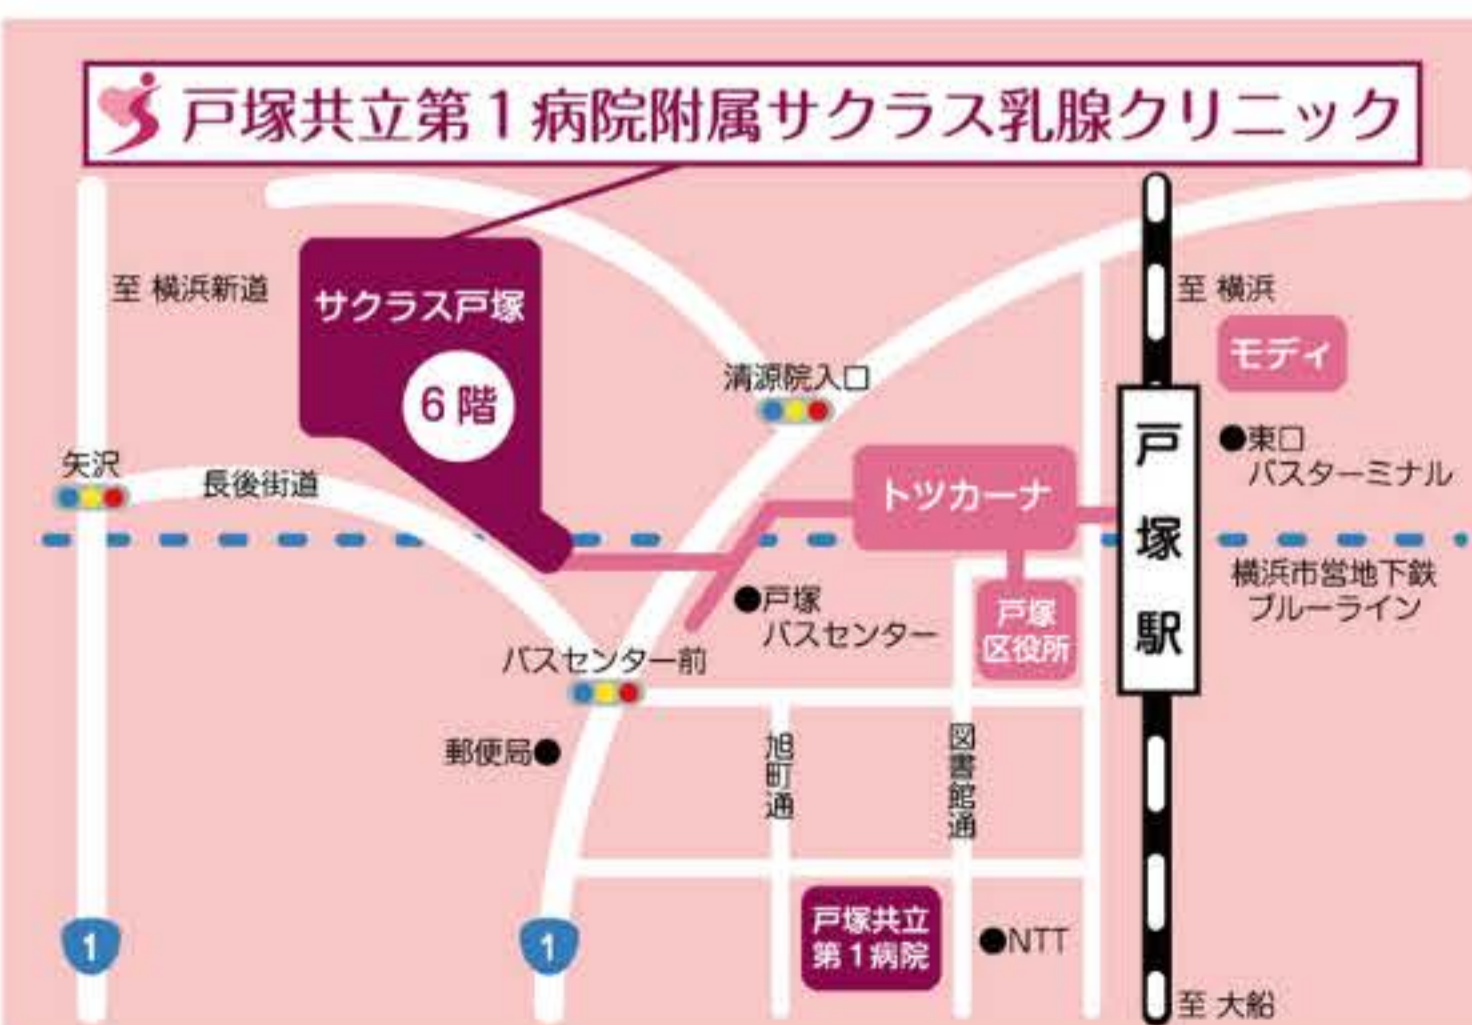 戸塚共立第1病院附属サクラス乳腺クリニック
至 横浜新道
サクラス戸塚
6階
至 横浜
モディ
清源院入口
矢沢
長後街道
トツカーナ
戸塚駅
●東口
バスターミナル
横浜市営地下鉄
ブルーライン
●戸塚
バスセンター
戸塚
区役所
バスセンター前
郵便局●
旭町通
図書館通
戸塚共立
第1病院
●NTT
1
1
至 大船